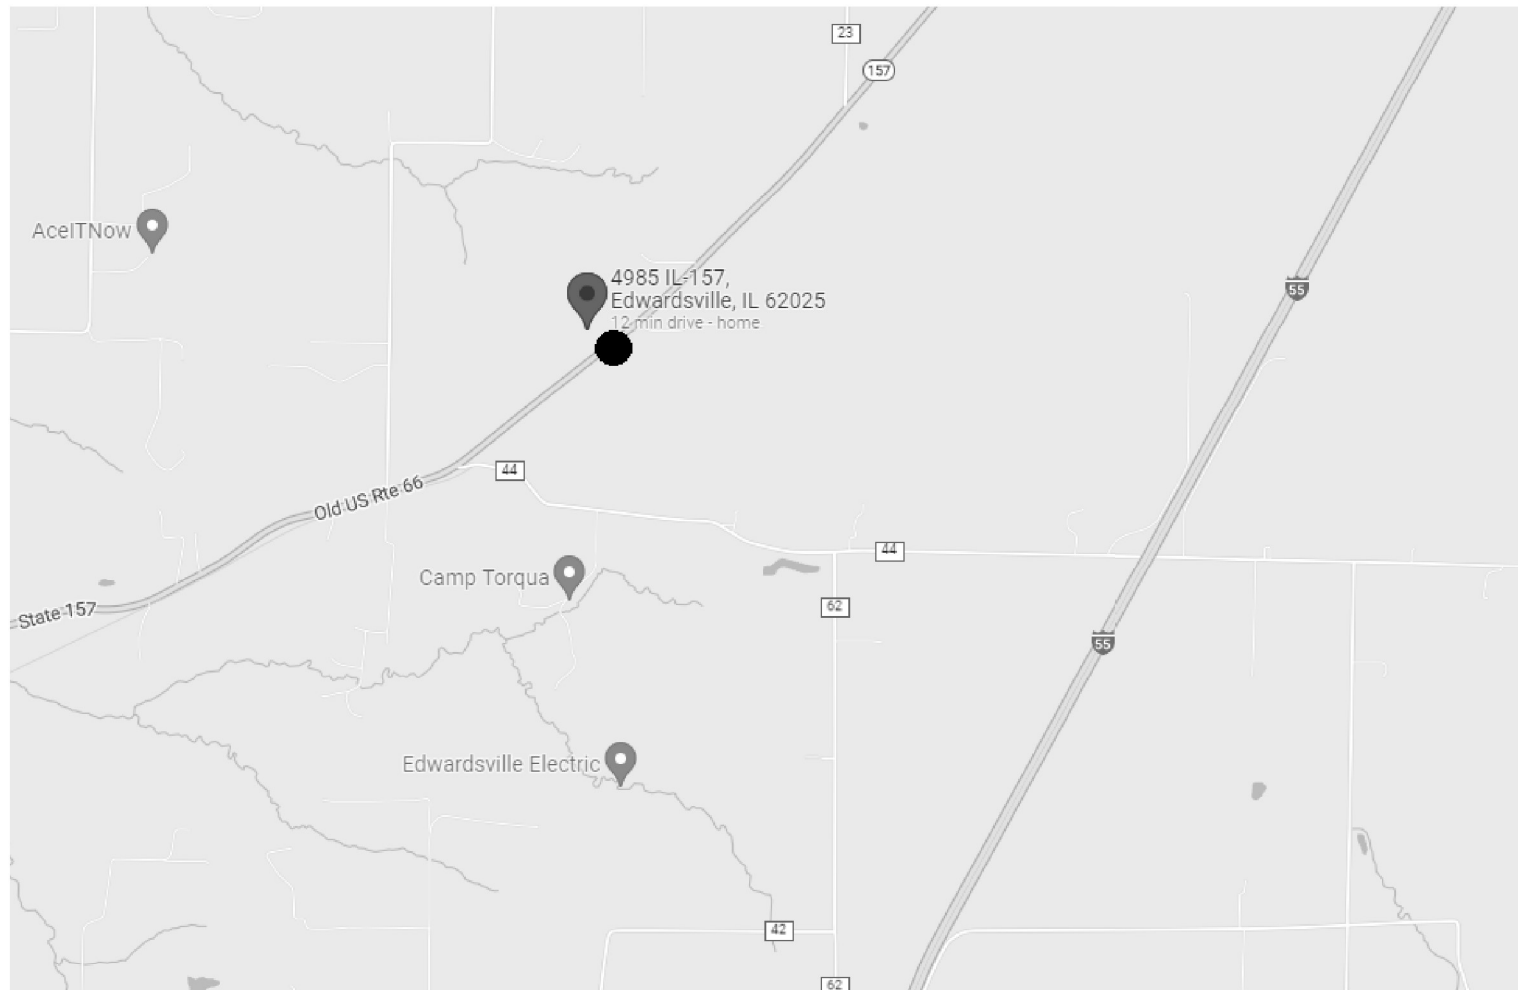 23
157
AceITNow
4985 IL-157,
Edwardsville, IL 62025
12 min drive - home
55
44
Old US Rte 66
44
Camp Torqua
State 157
62
55
Edwardsville Electric
42
62